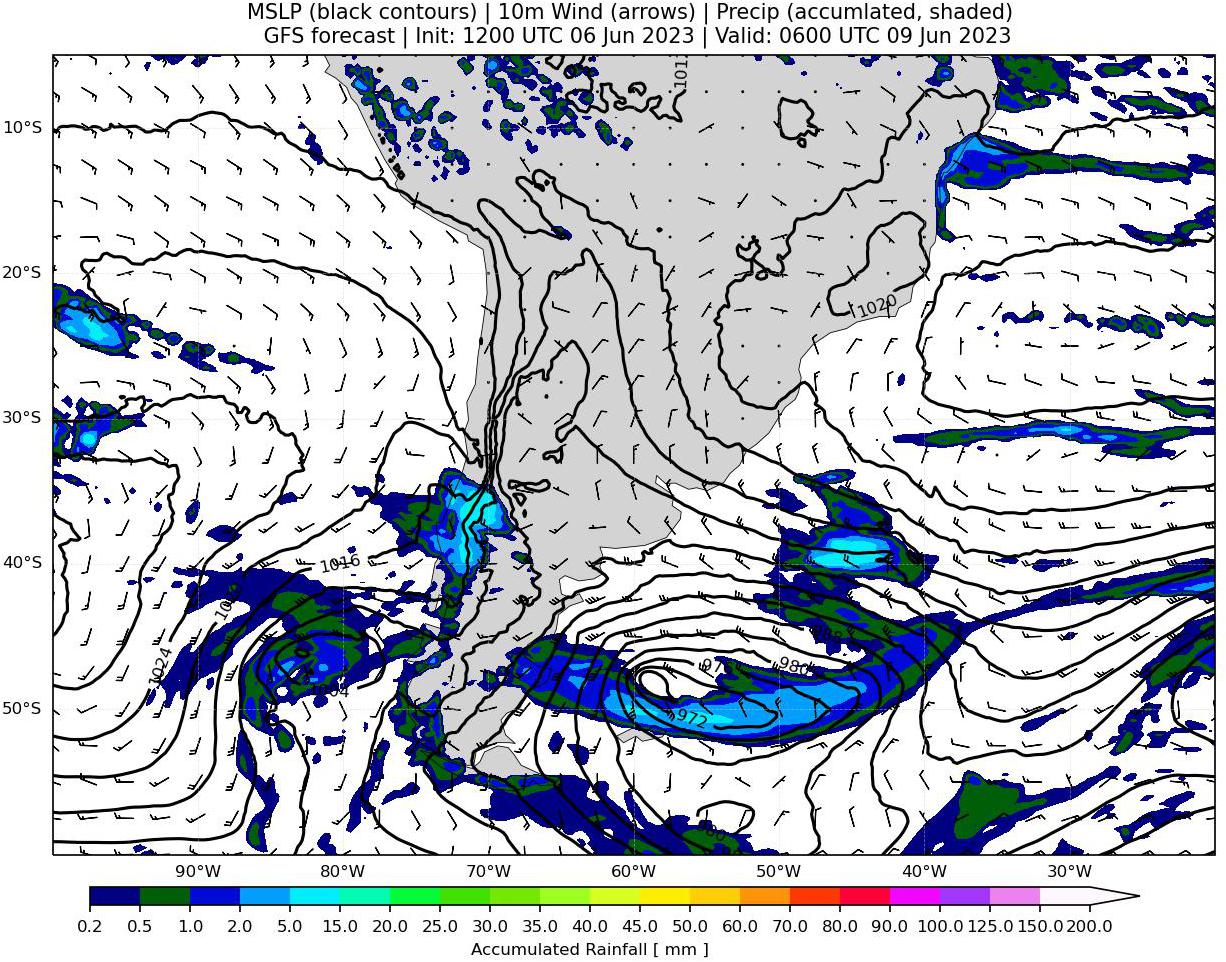 MSLP (black contours) | 10m Wind (arrows) | Precip (accumlated, shaded)
GFS forecast | Init: 1200 UTC 06 Jun 2023 | Valid: 0600 UTC 09 Jun 2023
10°S
20°S
1020
30°S
40°S
1016
1024
1004
976
980
972
50°S
90°W 80°W 70°W 60°W 50°W 40°W 30°W
0.2 0.5 1.0 2.0 5.0 15.0 20.0 25.0 30.0 35.0 40.0 45.0 50.0 60.0 70.0 80.0 90.0 100.0 125.0 150.0 200.0
Accumulated Rainfall [ mm ]